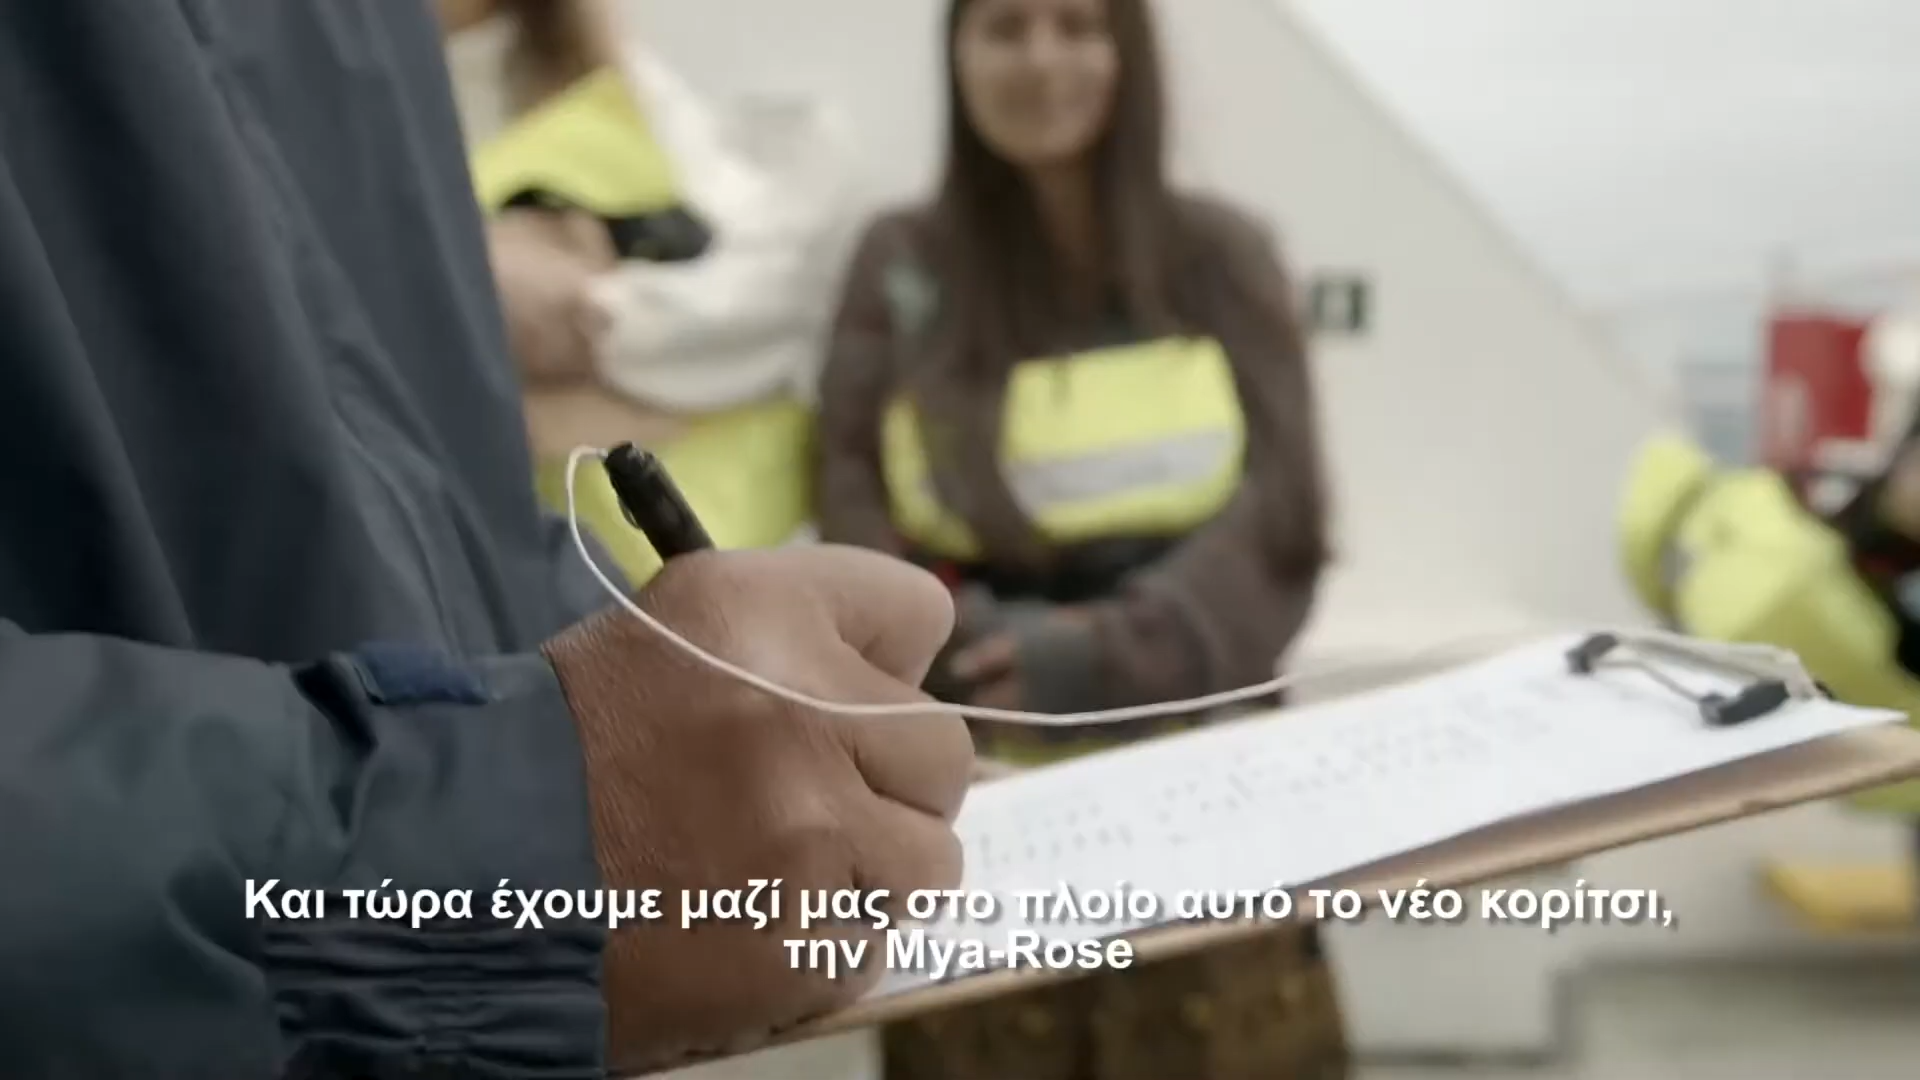 Και τώρα έχουμε μαζί μας στο πλοίο αυτό το νέο κορίτσι,
την Mya-Rose